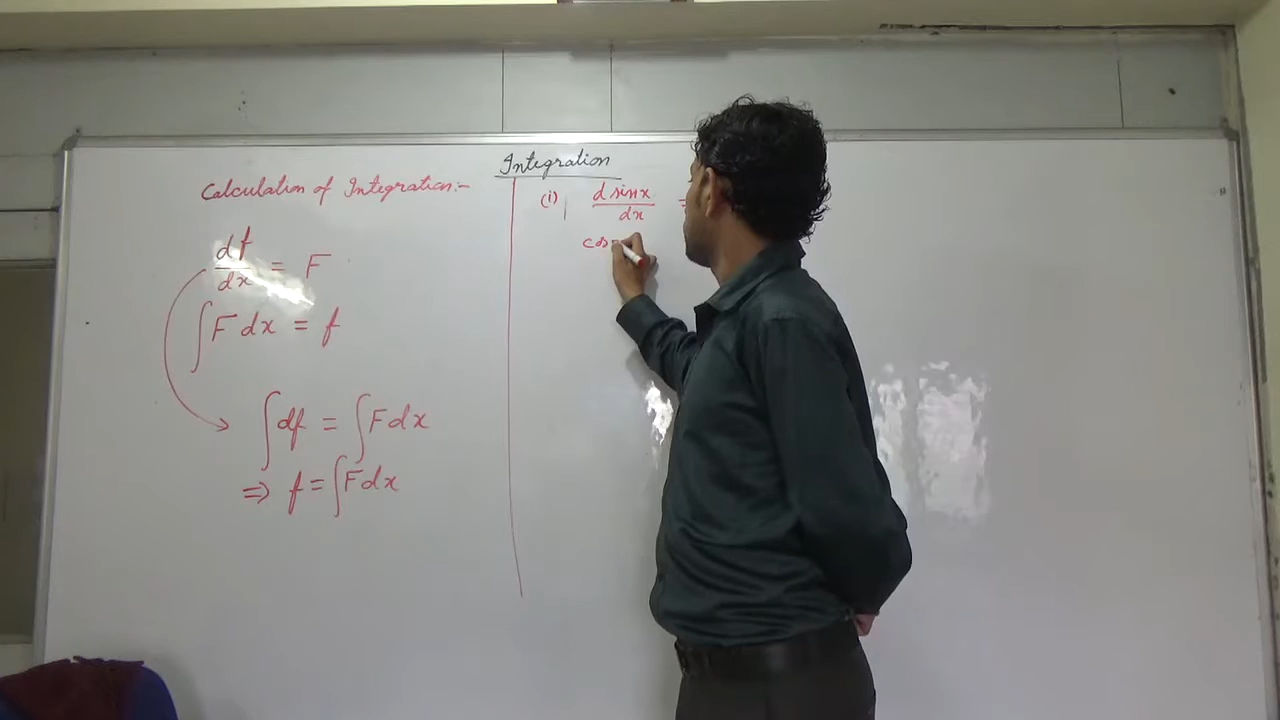 Integration
Calculation of Integration:-
df/dx = F
∫F dx = f
∫df = ∫F dx
⇒ f = ∫F dx
(i) d sinx/dx
cos